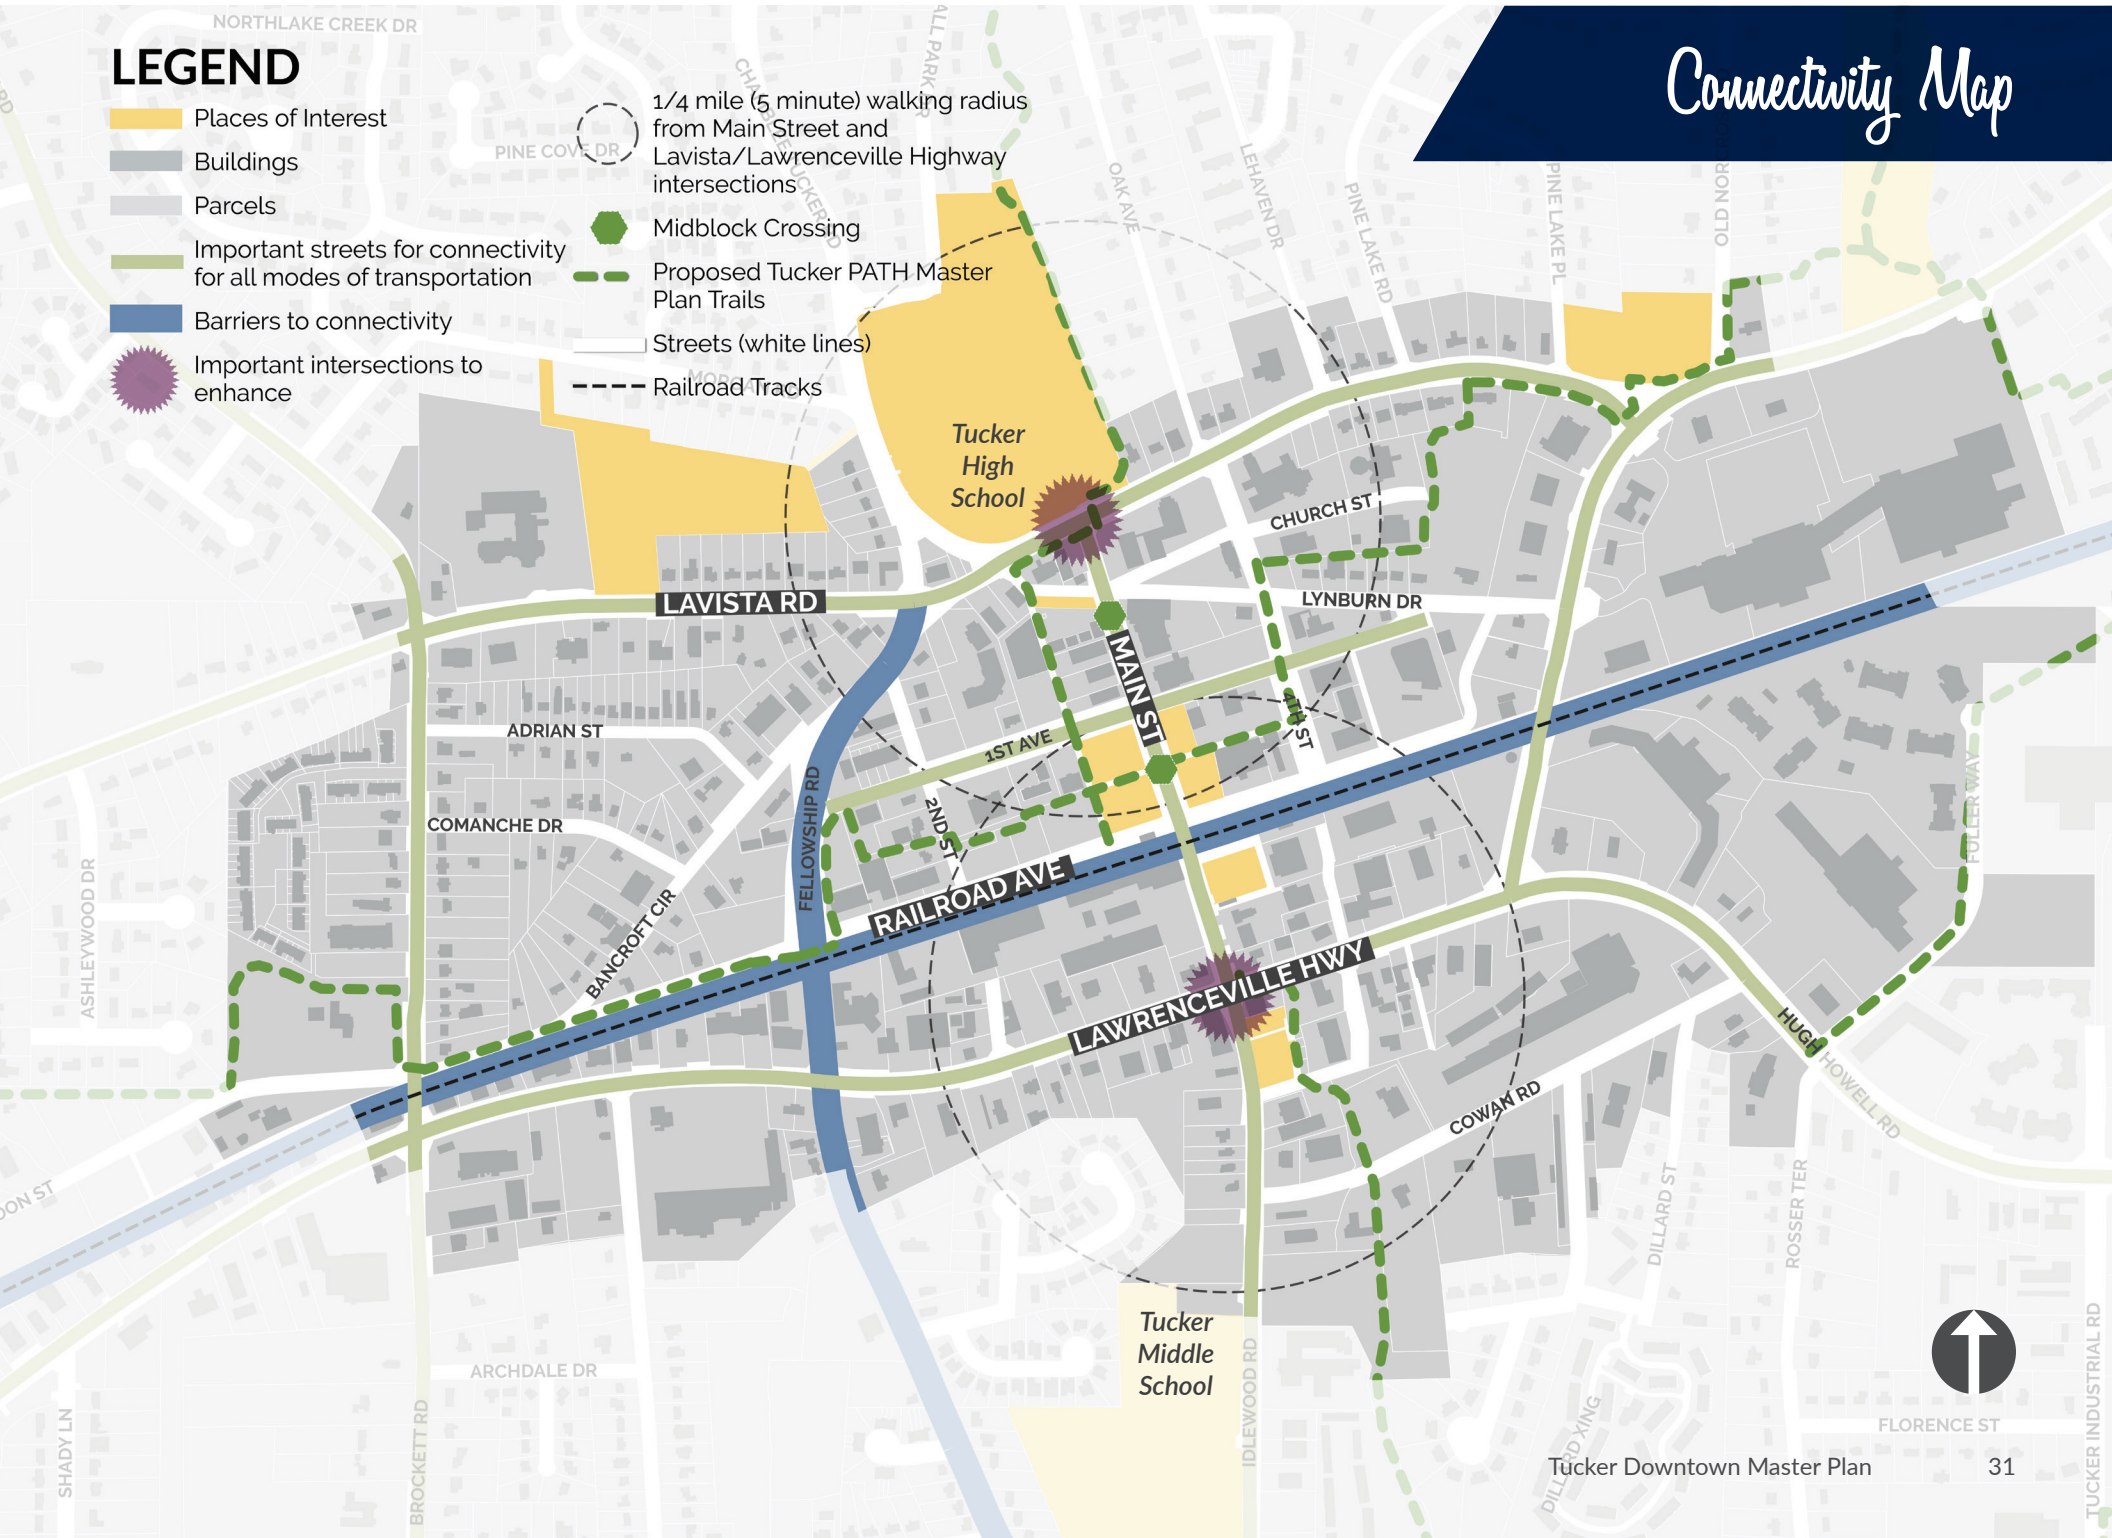 Connectivity Map
LEGEND
Places of Interest
Buildings
Parcels
Important streets for connectivity
for all modes of transportation
Barriers to connectivity
Important intersections to
enhance
1/4 mile (5 minute) walking radius
from Main Street and
Lavista/Lawrenceville Highway
intersections
Midblock Crossing
Proposed Tucker PATH Master
Plan Trails
Streets (white lines)
Railroad Tracks
NORTHLAKE CREEK DR
PINE COVE DR
OAK AVE
LEHAVEN DR
PINE LAKE RD
PINE LAKE PL
OLD NOR
Tucker
High
School
CHURCH ST
LAVISTA RD
LYNBURN DR
MAIN ST
ADRIAN ST
1ST AVE
4TH ST
FELLOWSHIP RD
2ND ST
COMANCHE DR
FULLER WAY
ASHLEYWOOD DR
BANCROFT CIR
RAILROAD AVE
LAWRENCEVILLE HWY
HUGH HOWELL RD
COWAN RD
DON ST
DILLARD ST
ROSSER TER
Tucker
Middle
School
ARCHDALE DR
SHADY LN
BROCKETT RD
IDLEWOOD RD
DILLARD XING
FLORENCE ST
TUCKER INDUSTRIAL RD
Tucker Downtown Master Plan
31